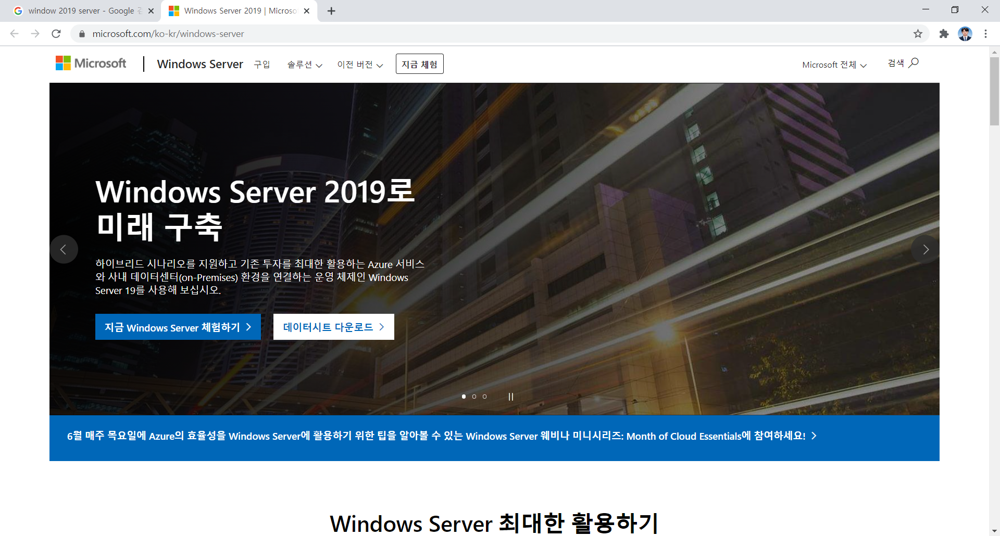 window 2019 server - Google
Windows Server 2019 | Microso
microsoft.com/ko-kr/windows-server
Microsoft
Windows Server
구입
솔루션
이전 버전
지금 체험
Microsoft 전체
검색
Windows Server 2019로
미래 구축
하이브리드 시나리오를 지원하고 기존 투자를 최대한 활용하는 Azure 서비스
와 사내 데이터센터(on-Premises) 환경을 연결하는 운영 체제인 Windows
Server 19를 사용해 보십시오.
지금 Windows Server 체험하기
데이터시트 다운로드
6월 매주 목요일에 Azure의 효율성을 Windows Server에 활용하기 위한 팁을 알아볼 수 있는 Windows Server 웨비나 미니시리즈: Month of Cloud Essentials에 참여하세요!
Windows Server 최대한 활용하기